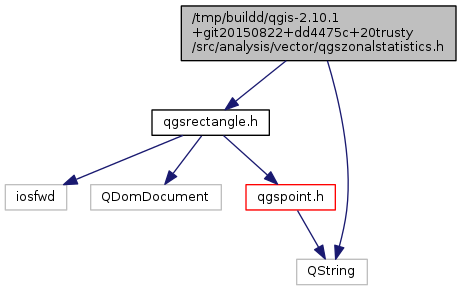 /tmp/buildd/qgis-2.10.1
+git20150822+dd4475c+20trusty
/src/analysis/vector/qgszonalstatistics.h
qgsrectangle.h
iosfwd
QDomDocument
qgspoint.h
QString